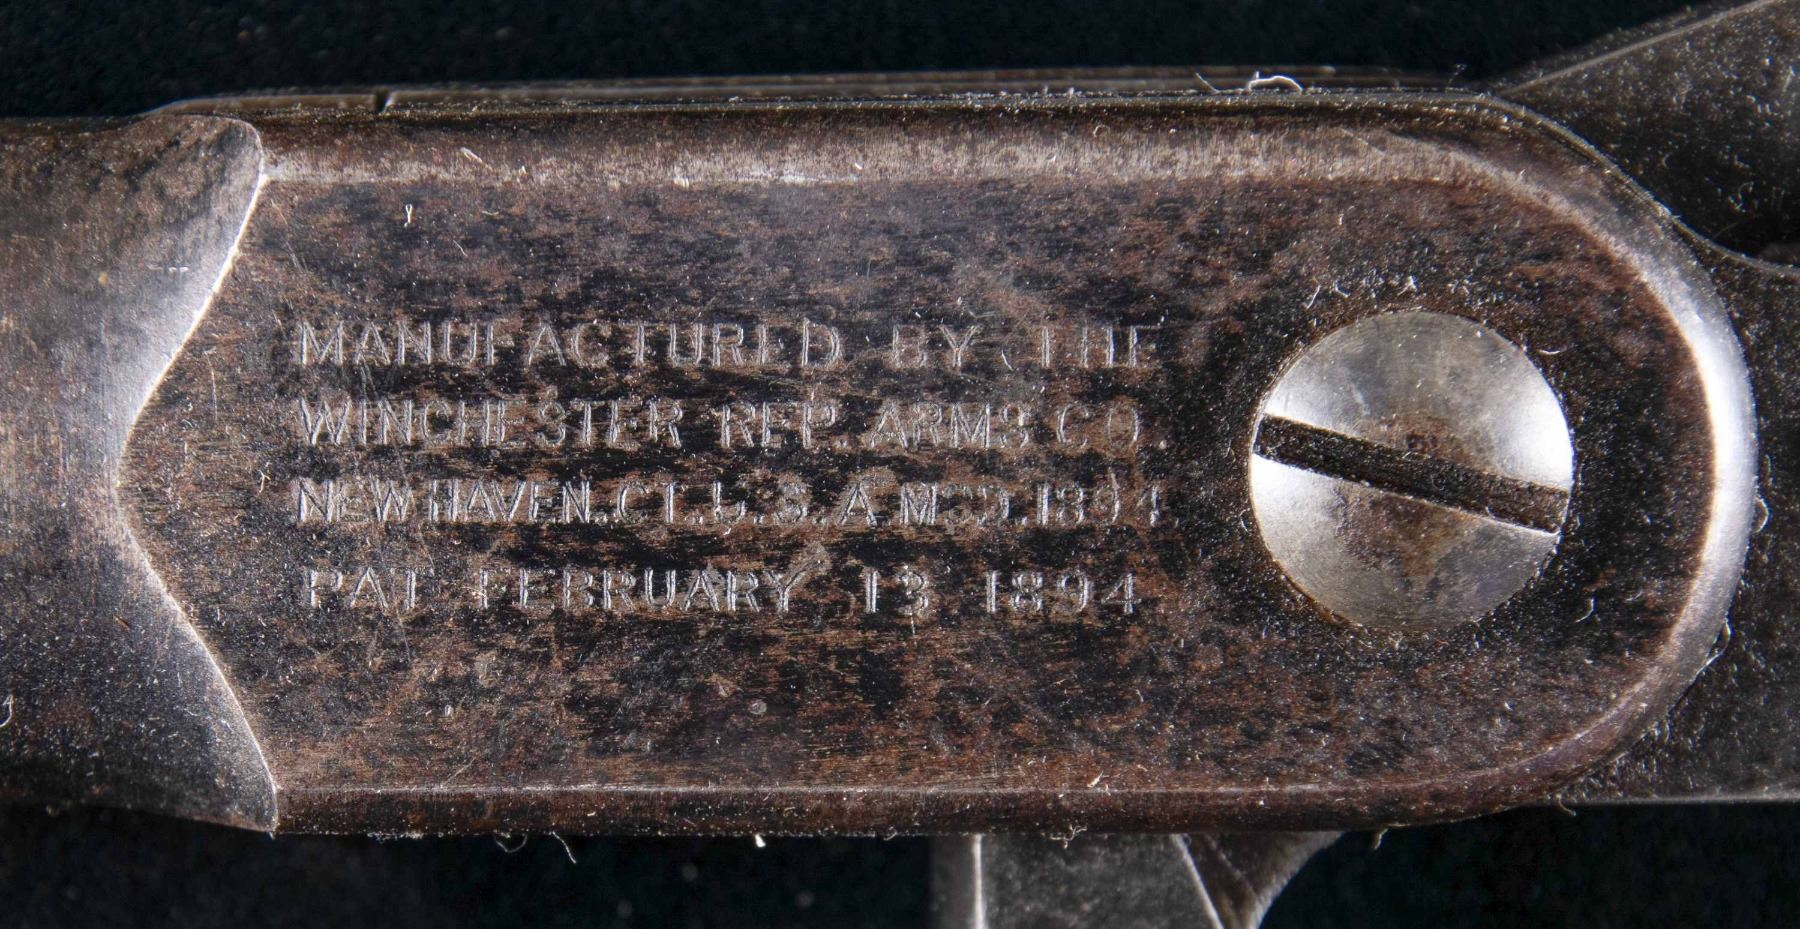 MANUFACTURED BY THE
WINCHESTER REP. ARMS CO.
NEW HAVEN. CT. U. S. A. MOD. 1894.
PAT FEBRUARY 13 1894